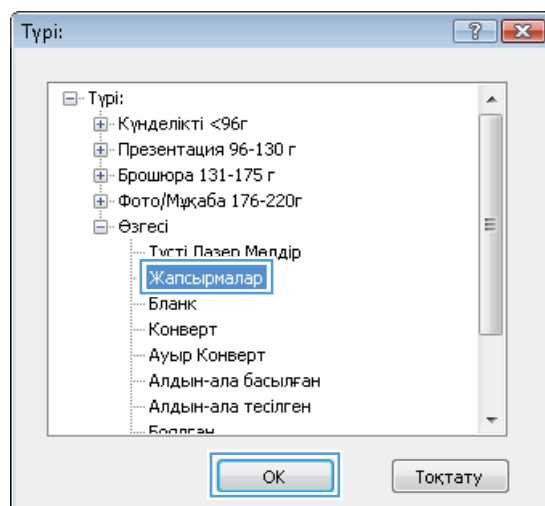 Түрі:
Түрі:
Күнделікті <96г
Презентация 96-130 г
Брошюра 131-175 г
Фото/Мұқаба 176-220г
Өзгесі
Түсті Лазер Мөлдір
Жапсырмалар
Бланк
Конверт
Ауыр Конверт
Алдын-ала басылған
Алдын-ала тесілген
Боялған
OK
Тоқтату